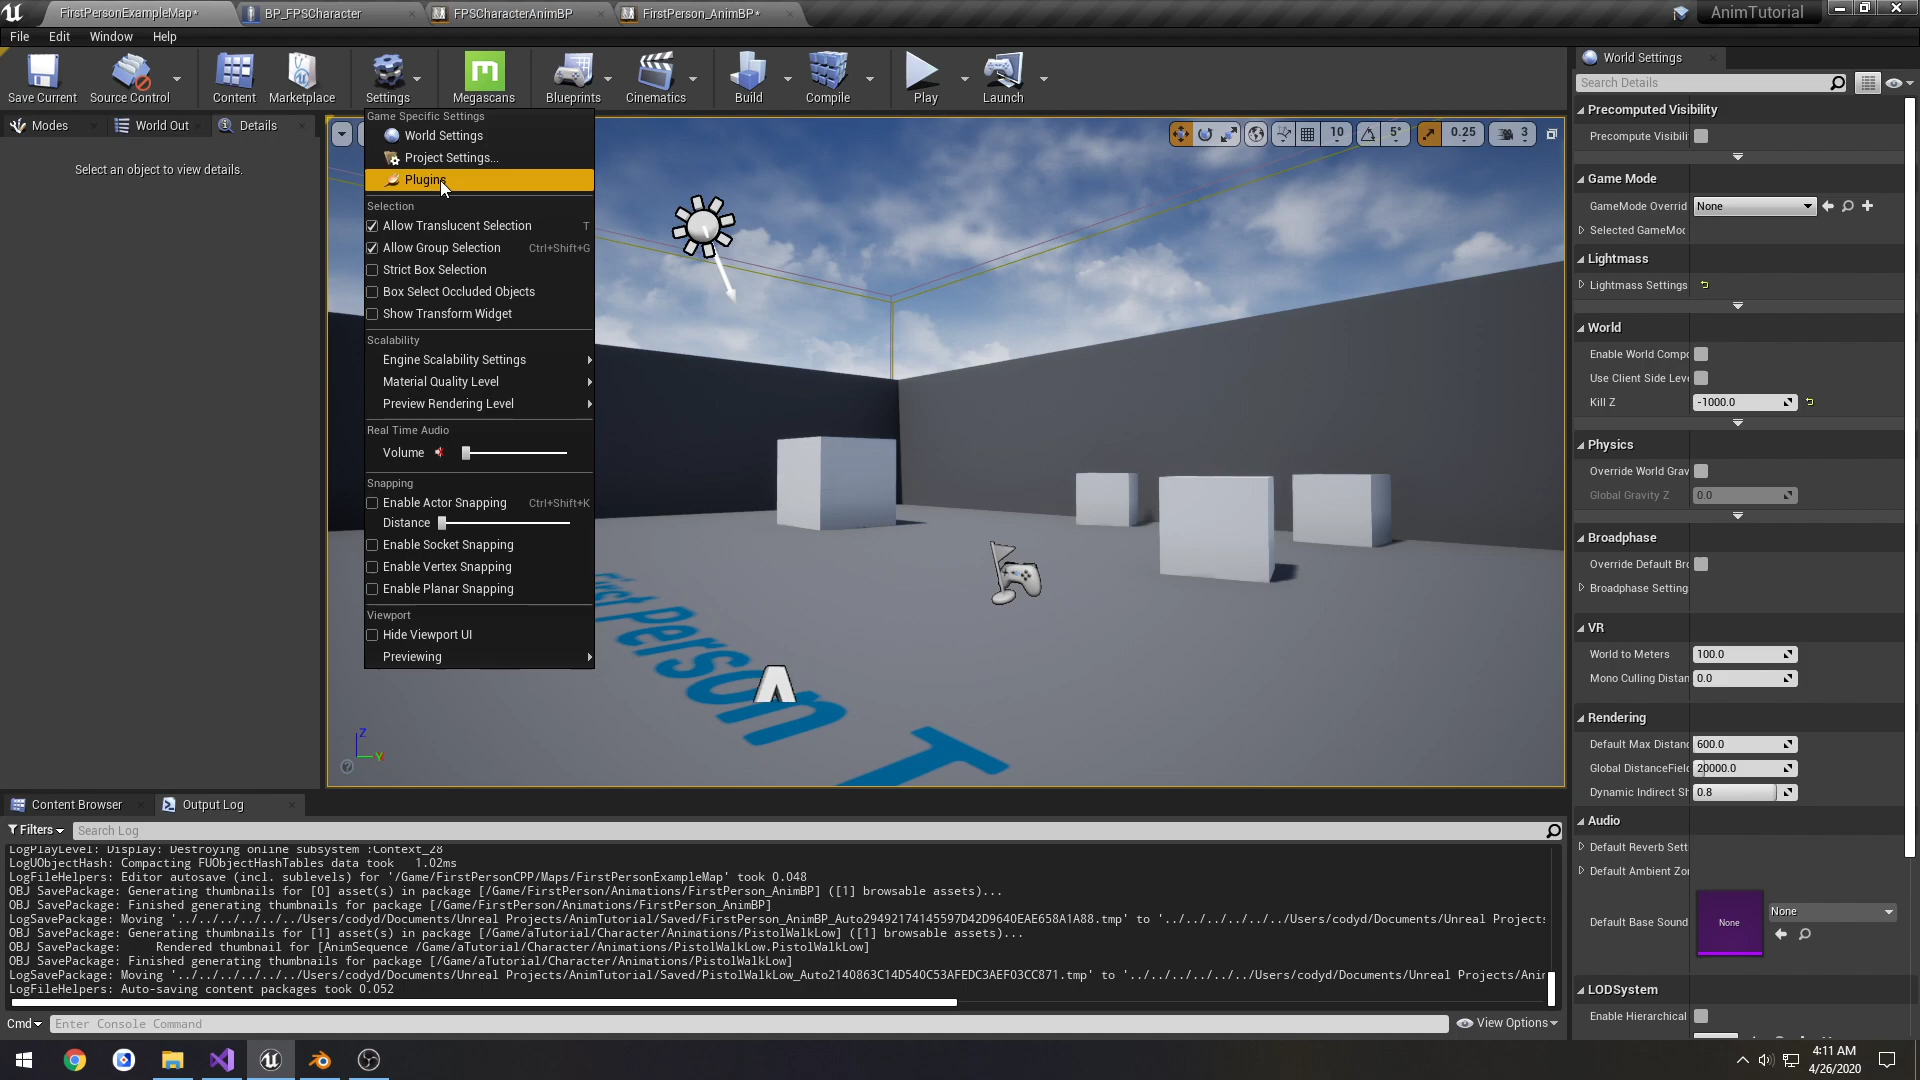 FirstPersonExampleMap*
BP_FPSCharacter
FPSCharacterAnimBP
FirstPerson_AnimBP*
AnimTutorial
File
Edit
Window
Help
Save Current
Source Control
Content
Marketplace
Settings
Megascans
Blueprints
Cinematics
Build
Compile
Play
Launch
Modes
World Out
Details
Select an object to view details.
Game Specific Settings
World Settings
Project Settings...
Plugins
Selection
Allow Translucent Selection T
Allow Group Selection Ctrl+Shift+G
Strict Box Selection
Box Select Occluded Objects
Show Transform Widget
Scalability
Engine Scalability Settings
Material Quality Level
Preview Rendering Level
Real Time Audio
Volume
Snapping
Enable Actor Snapping Ctrl+Shift+K
Distance
Enable Socket Snapping
Enable Vertex Snapping
Enable Planar Snapping
Viewport
Hide Viewport UI
Previewing
10
5°
0.25
3
First Person T
Z
Y
World Settings
Search Details
Precomputed Visibility
Precompute Visibili
Game Mode
GameMode Overrid None
Selected GameMod
Lightmass
Lightmass Settings
World
Enable World Compo
Use Client Side Leve
Kill Z -1000.0
Physics
Override World Grav
Global Gravity Z 0.0
Broadphase
Override Default Bro
Broadphase Setting
VR
World to Meters 100.0
Mono Culling Distan 0.0
Rendering
Default Max Distanc 600.0
Global DistanceFiel 20000.0
Dynamic Indirect Sh 0.8
Audio
Default Reverb Sett
Default Ambient Zon
Default Base Sound
None
None
LODSystem
Enable Hierarchical
Content Browser
Output Log
Filters
Search Log
LogPlayLevel: Display: Destroying online subsystem :Context_28
LogUObjectHash: Compacting FUObjectHashTables data took   1.02ms
LogFileHelpers: Editor autosave (incl. sublevels) for '/Game/FirstPersonCPP/Maps/FirstPersonExampleMap' took 0.048
OBJ SavePackage: Generating thumbnails for [0] asset(s) in package [/Game/FirstPerson/Animations/FirstPerson_AnimBP] ([1] browsable assets)...
OBJ SavePackage: Finished generating thumbnails for package [/Game/FirstPerson/Animations/FirstPerson_AnimBP]
LogSavePackage: Moving '../../../../../../Users/codyd/Documents/Unreal Projects/AnimTutorial/Saved/FirstPerson_AnimBP_Auto29492174145597D42D9640EAE658A1A88.tmp' to '../../../../../../Users/codyd/Documents/Unreal Projects
OBJ SavePackage: Generating thumbnails for [1] asset(s) in package [/Game/aTutorial/Character/Animations/PistolWalkLow] ([1] browsable assets)...
OBJ SavePackage:     Rendered thumbnail for [AnimSequence /Game/aTutorial/Character/Animations/PistolWalkLow.PistolWalkLow]
OBJ SavePackage: Finished generating thumbnails for package [/Game/aTutorial/Character/Animations/PistolWalkLow]
LogSavePackage: Moving '../../../../../../Users/codyd/Documents/Unreal Projects/AnimTutorial/Saved/PistolWalkLow_Auto2140863C14D540C53AFEDC3AEF03CC871.tmp' to '../../../../../../Users/codyd/Documents/Unreal Projects/Anim
LogFileHelpers: Auto-saving content packages took 0.052
Cmd
Enter Console Command
View Options
4:11 AM
4/26/2020